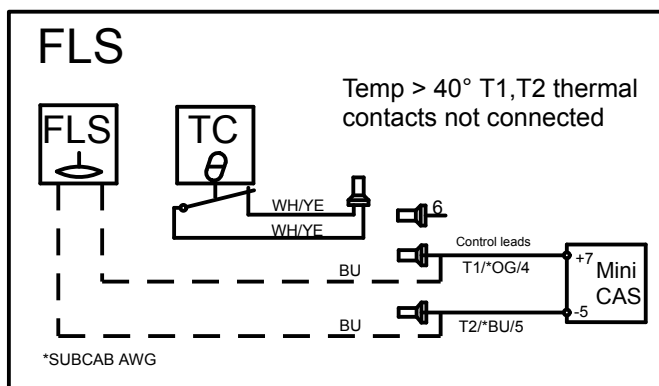 FLS
FLS
TC
Temp > 40° T1,T2 thermal
contacts not connected
WH/YE
WH/YE
6
Control leads
BU
T1/*OG/4
+7
Mini
CAS
BU
T2/*BU/5
-5
*SUBCAB AWG